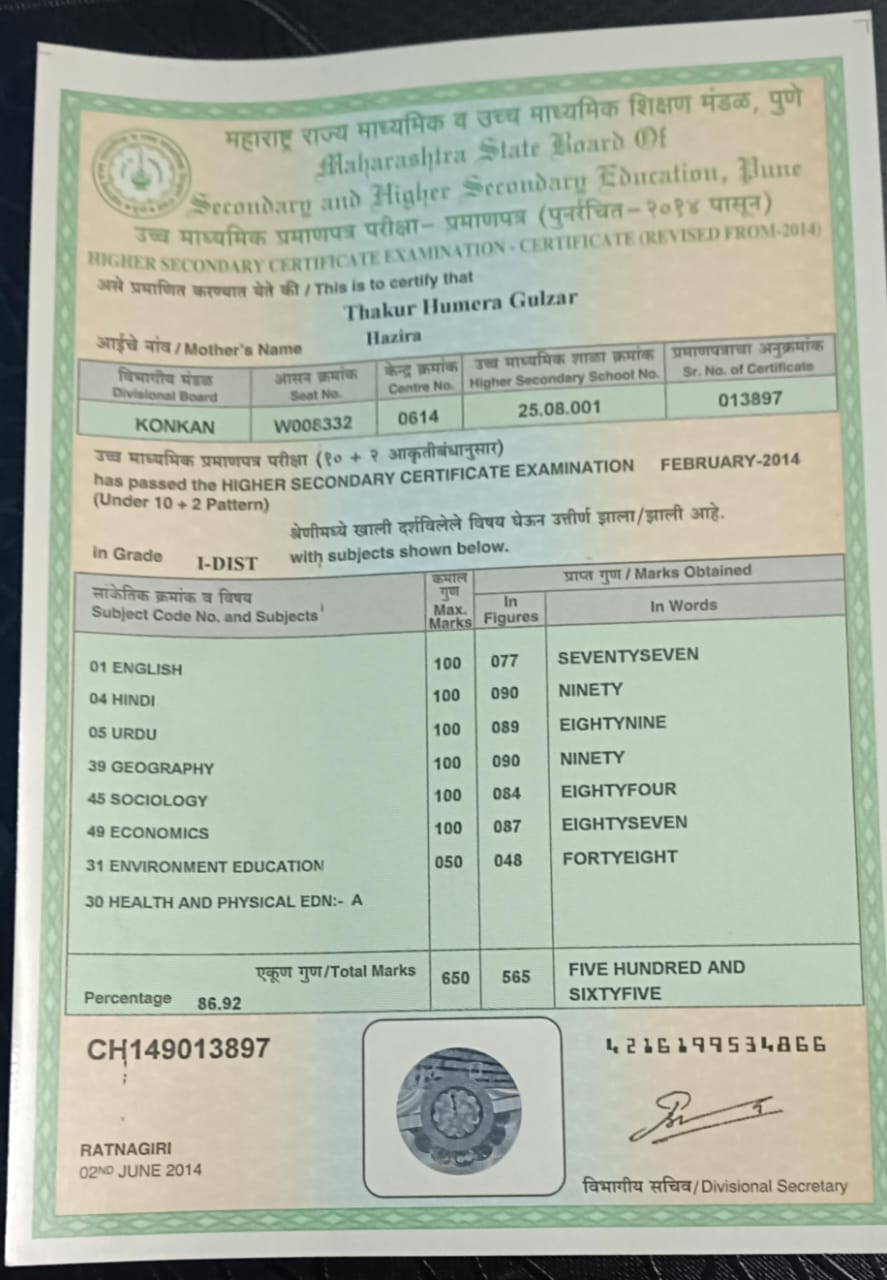 महाराष्ट्र राज्य माध्यमिक व उच्च माध्यमिक शिक्षण मंडळ, पुणे
Maharashtra State Board Of
Secondary and Higher Secondary Education, Pune
उच्च माध्यमिक प्रमाणपत्र परीक्षा- प्रमाणपत्र (पुनर्रचित-२०१४ पासून)
HIGHER SECONDARY CERTIFICATE EXAMINATION - CERTIFICATE (REVISED FROM-2014)
असे प्रमाणित करण्यात येते की / This is to certify that
Thakur Humera Gulzar
आईचे नांव / Mother's Name Hazira
विभागीय मंडळ आसन क्रमांक केन्द्र क्रमांक उच्च माध्यमिक शाळा क्रमांक प्रमाणपत्राचा अनुक्रमांक
Divisional Board Seat No. Centre No. Higher Secondary School No. Sr. No. of Certificate
KONKAN W008332 0614 25.08.001 013897
उच्च माध्यमिक प्रमाणपत्र परीक्षा (१० + २ आकृतीबंधानुसार)
has passed the HIGHER SECONDARY CERTIFICATE EXAMINATION FEBRUARY-2014
(Under 10 + 2 Pattern)
श्रेणीमध्ये खाली दर्शविलेले विषय घेऊन उत्तीर्ण झाला/झाली आहे.
in Grade I-DIST with subjects shown below.
सांकेतिक क्रमांक व विषय
Subject Code No. and Subjects
कमाल
गुण
Max.
Marks
प्राप्त गुण / Marks Obtained
In
Figures
In Words
01 ENGLISH 100 077 SEVENTYSEVEN
04 HINDI 100 090 NINETY
05 URDU 100 089 EIGHTYNINE
39 GEOGRAPHY 100 090 NINETY
45 SOCIOLOGY 100 084 EIGHTYFOUR
49 ECONOMICS 100 087 EIGHTYSEVEN
31 ENVIRONMENT EDUCATION 050 048 FORTYEIGHT
30 HEALTH AND PHYSICAL EDN:- A
एकूण गुण/Total Marks 650 565 FIVE HUNDRED AND
SIXTYFIVE
Percentage 86.92
CH149013897
4216199534866
RATNAGIRI
02ND JUNE 2014
विभागीय सचिव/Divisional Secretary